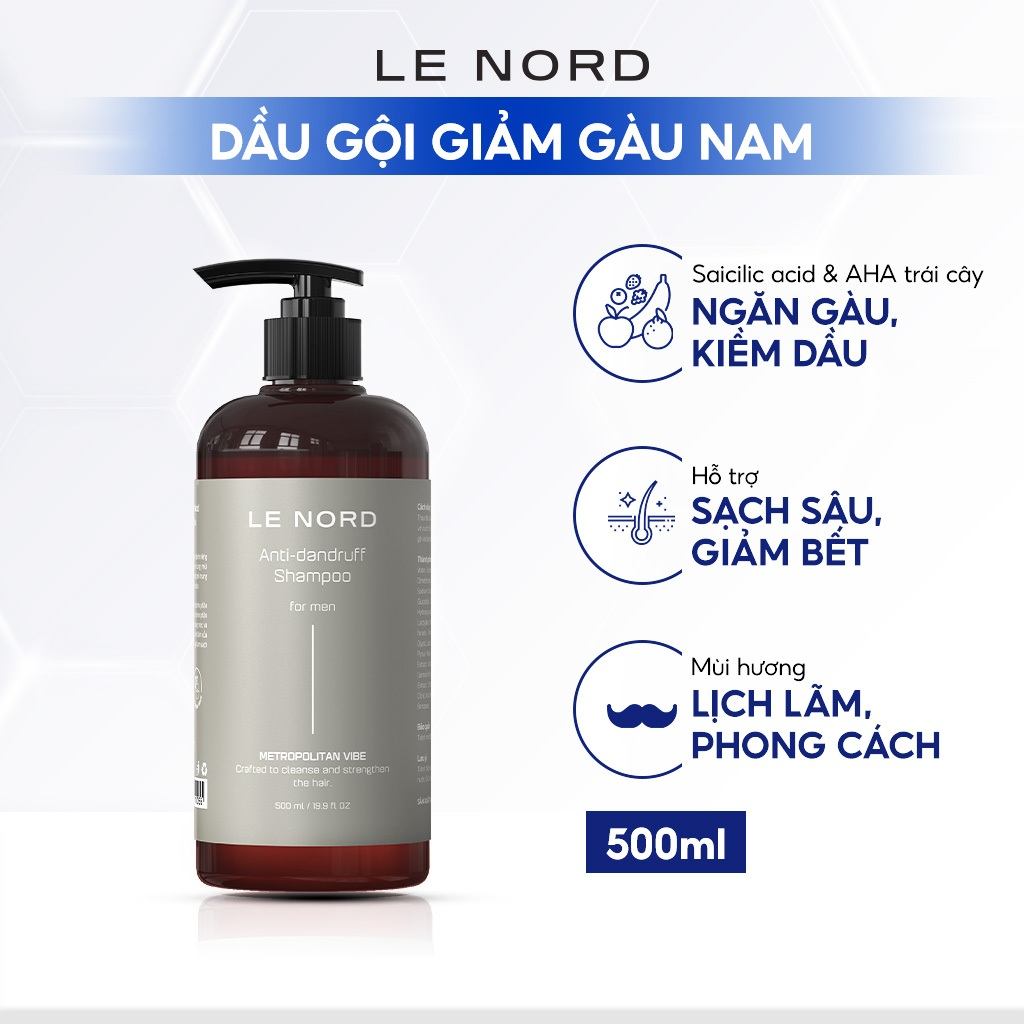 LE NORD
DẦU GỘI GIẢM GÀU NAM
Saicilic acid & AHA trái cây
NGĂN GÀU,
KIỀM DẦU
Hỗ trợ
SẠCH SÂU,
GIẢM BẾT
Mùi hương
LỊCH LÃM,
PHONG CÁCH
500ml
LE NORD
Anti-dandruff
Shampoo
for men
METROPOLITAN VIBE
Crafted to cleanse and strengthen
the hair.
500 ml / 19.9 fl. oz